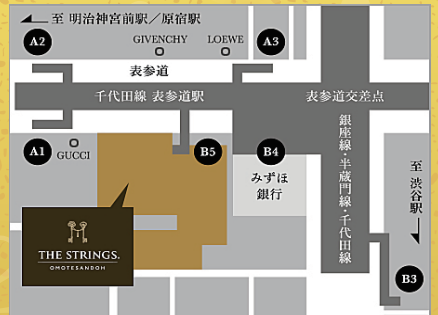 至 明治神宮前駅／原宿駅
A2
GIVENCHY
LOEWE
A3
表参道
千代田線 表参道駅
表参道交差点
A1
GUCCI
B5
B4
みずほ
銀行
銀座線・半蔵門線・千代田線
至 渋谷駅
B3
THE STRINGS.
OMOTESANDOH